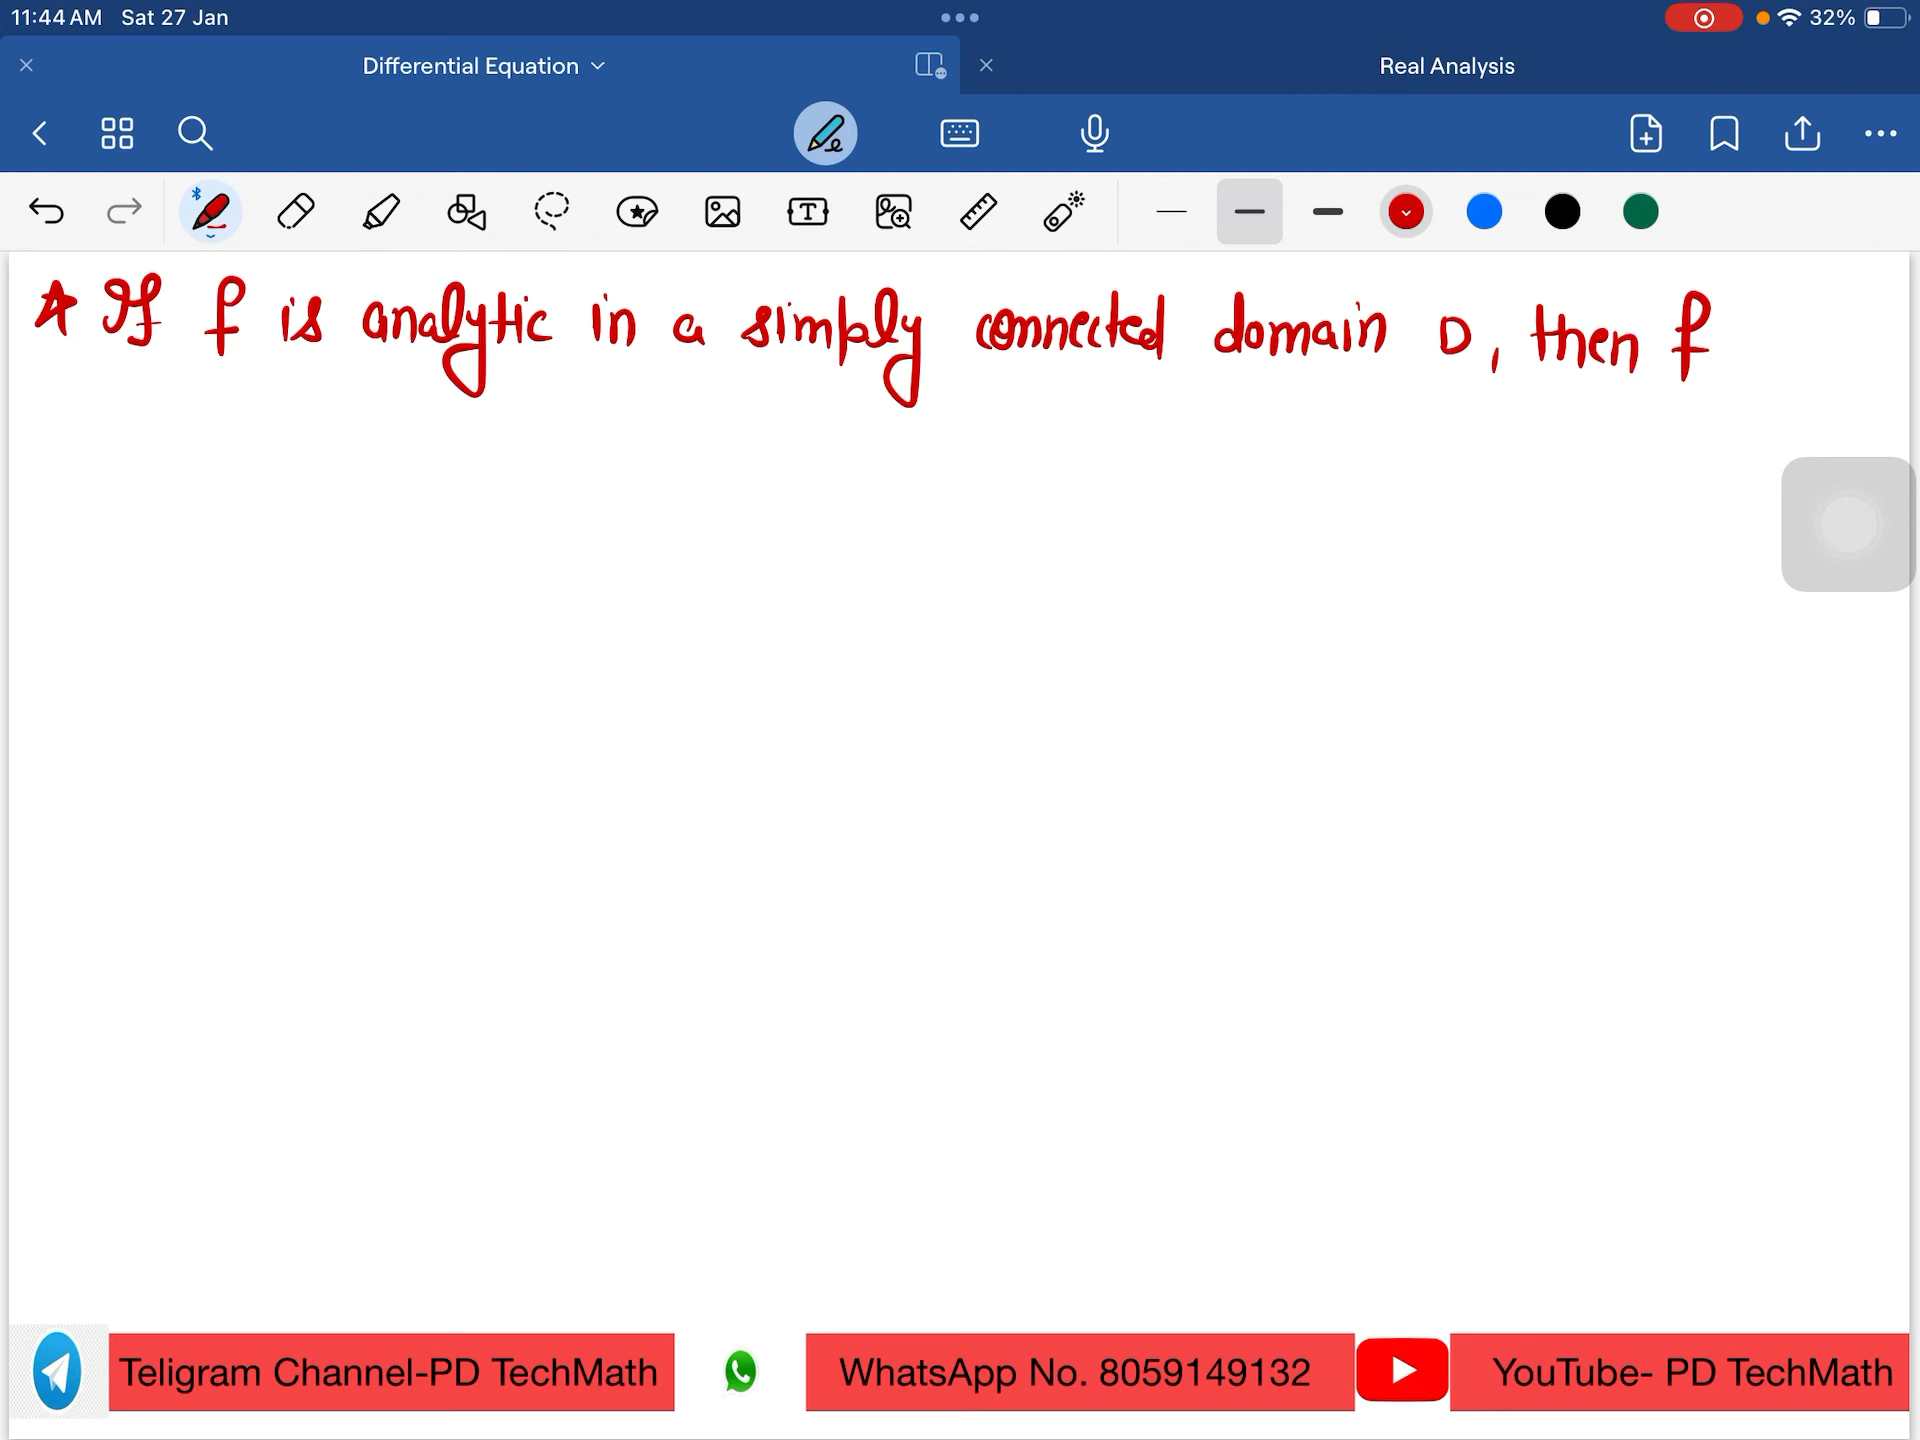 11:44 AM Sat 27 Jan 32%
Differential Equation Real Analysis
★ If f is analytic in a simply connected domain D, then f
Teligram Channel-PD TechMath WhatsApp No. 8059149132 YouTube- PD TechMath